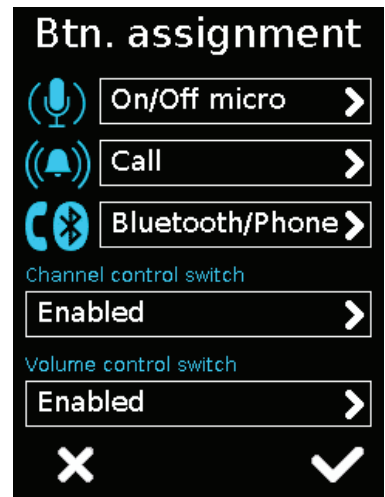 Btn. assignment
On/Off micro
Call
Bluetooth/Phone
Channel control switch
Enabled
Volume control switch
Enabled